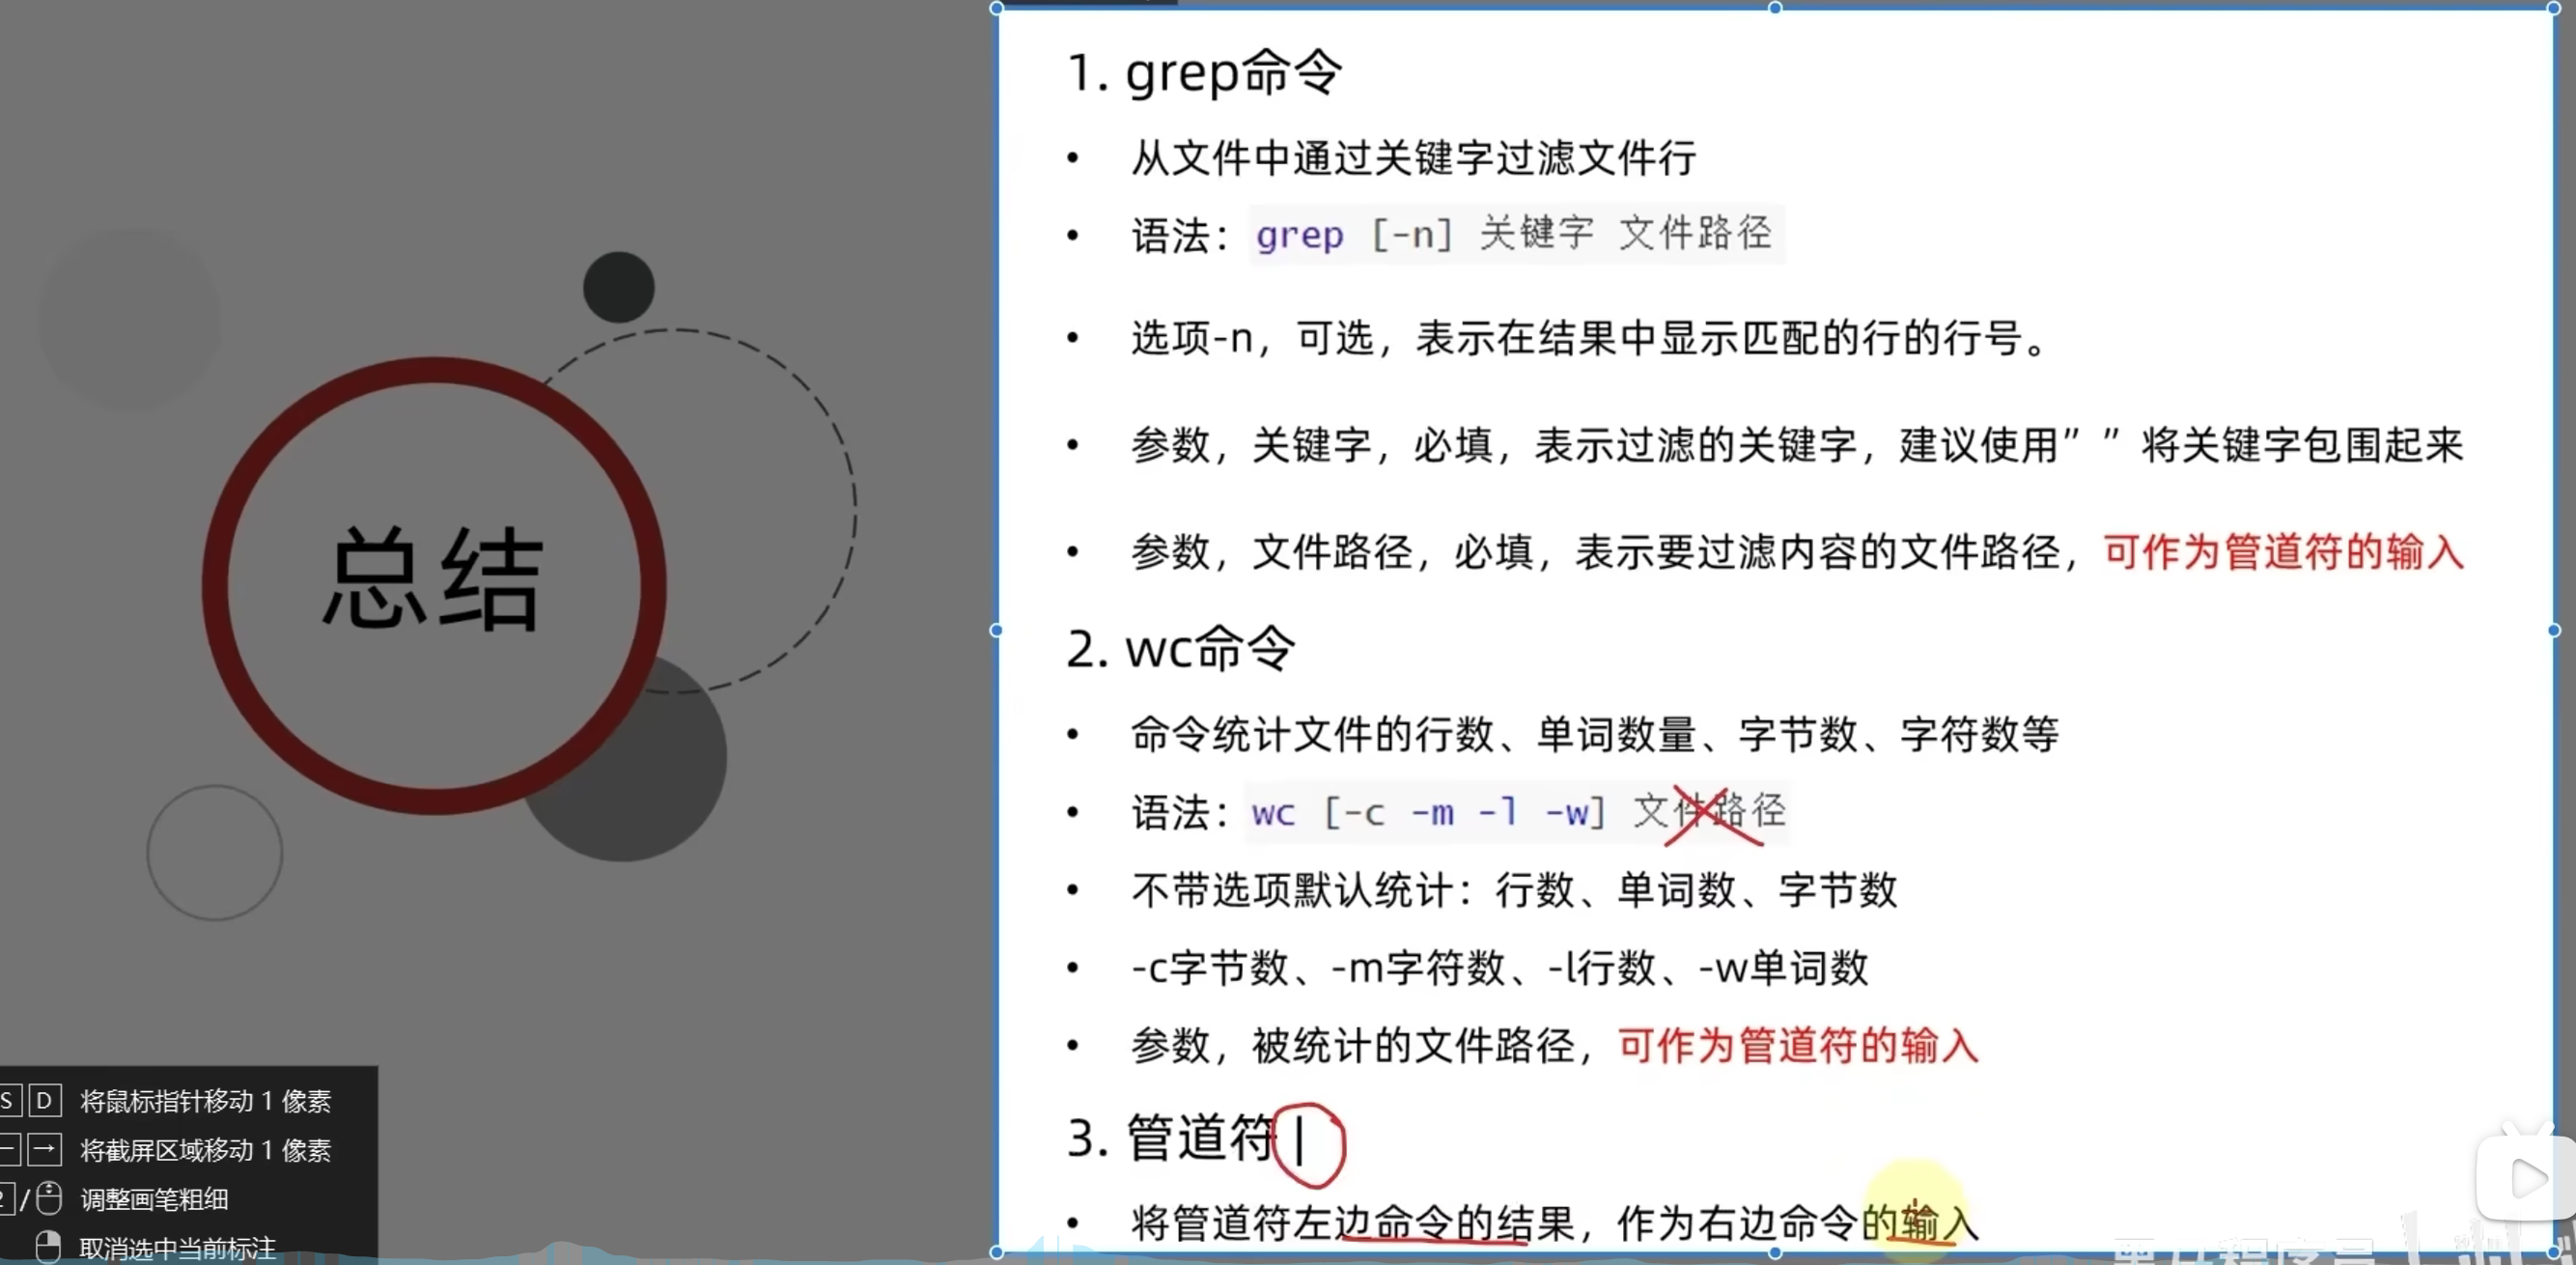 总结
1. grep命令
• 从文件中通过关键字过滤文件行
• 语法：grep [-n] 关键字 文件路径
• 选项-n，可选，表示在结果中显示匹配的行的行号。
• 参数，关键字，必填，表示过滤的关键字，建议使用” ”将关键字包围起来
• 参数，文件路径，必填，表示要过滤内容的文件路径，可作为管道符的输入
2. wc命令
• 命令统计文件的行数、单词数量、字节数、字符数等
• 语法：wc [-c -m -l -w] 文件路径
• 不带选项默认统计：行数、单词数、字节数
• -c字节数、-m字符数、-l行数、-w单词数
• 参数，被统计的文件路径，可作为管道符的输入
3. 管道符 |
• 将管道符左边命令的结果，作为右边命令的输入
S D 将鼠标指针移动 1 像素
→ 将截屏区域移动 1 像素
/ 调整画笔粗细
取消选中当前标注